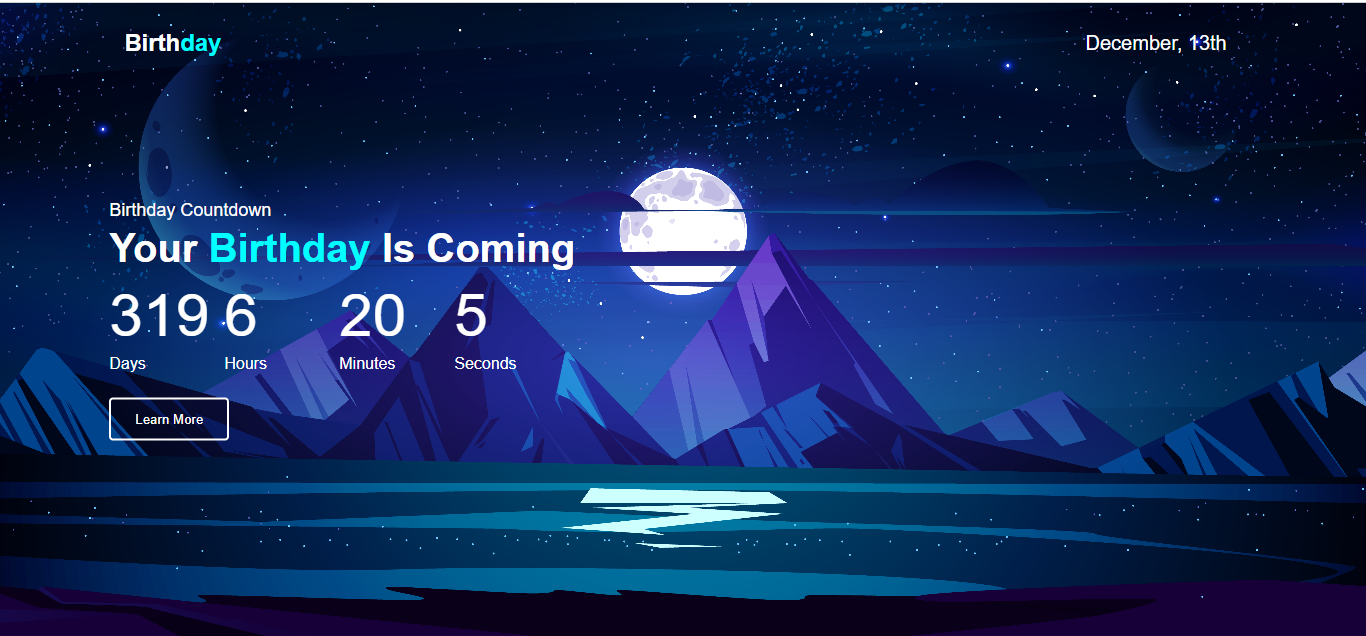 Birthday
December, 13th
Birthday Countdown
Your Birthday Is Coming
319 6 20 5
Days Hours Minutes Seconds
Learn More